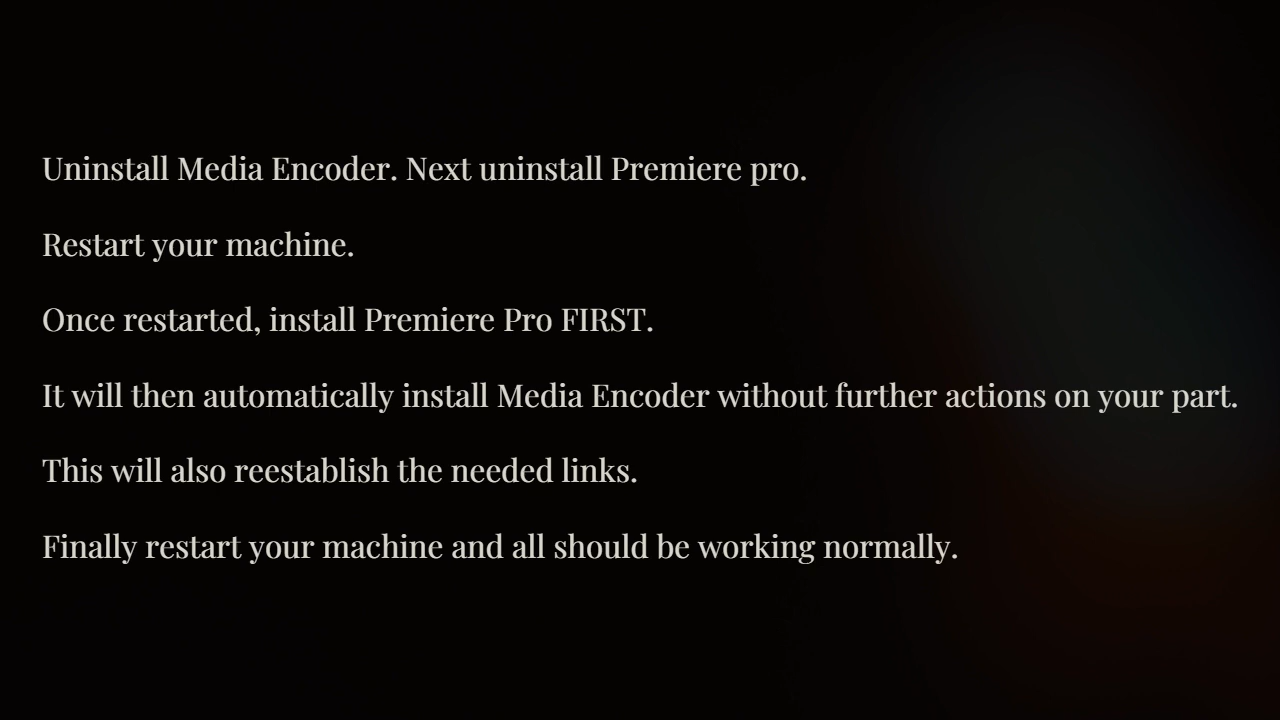 Uninstall Media Encoder. Next uninstall Premiere pro.
Restart your machine.
Once restarted, install Premiere Pro FIRST.
It will then automatically install Media Encoder without further actions on your part.
This will also reestablish the needed links.
Finally restart your machine and all should be working normally.